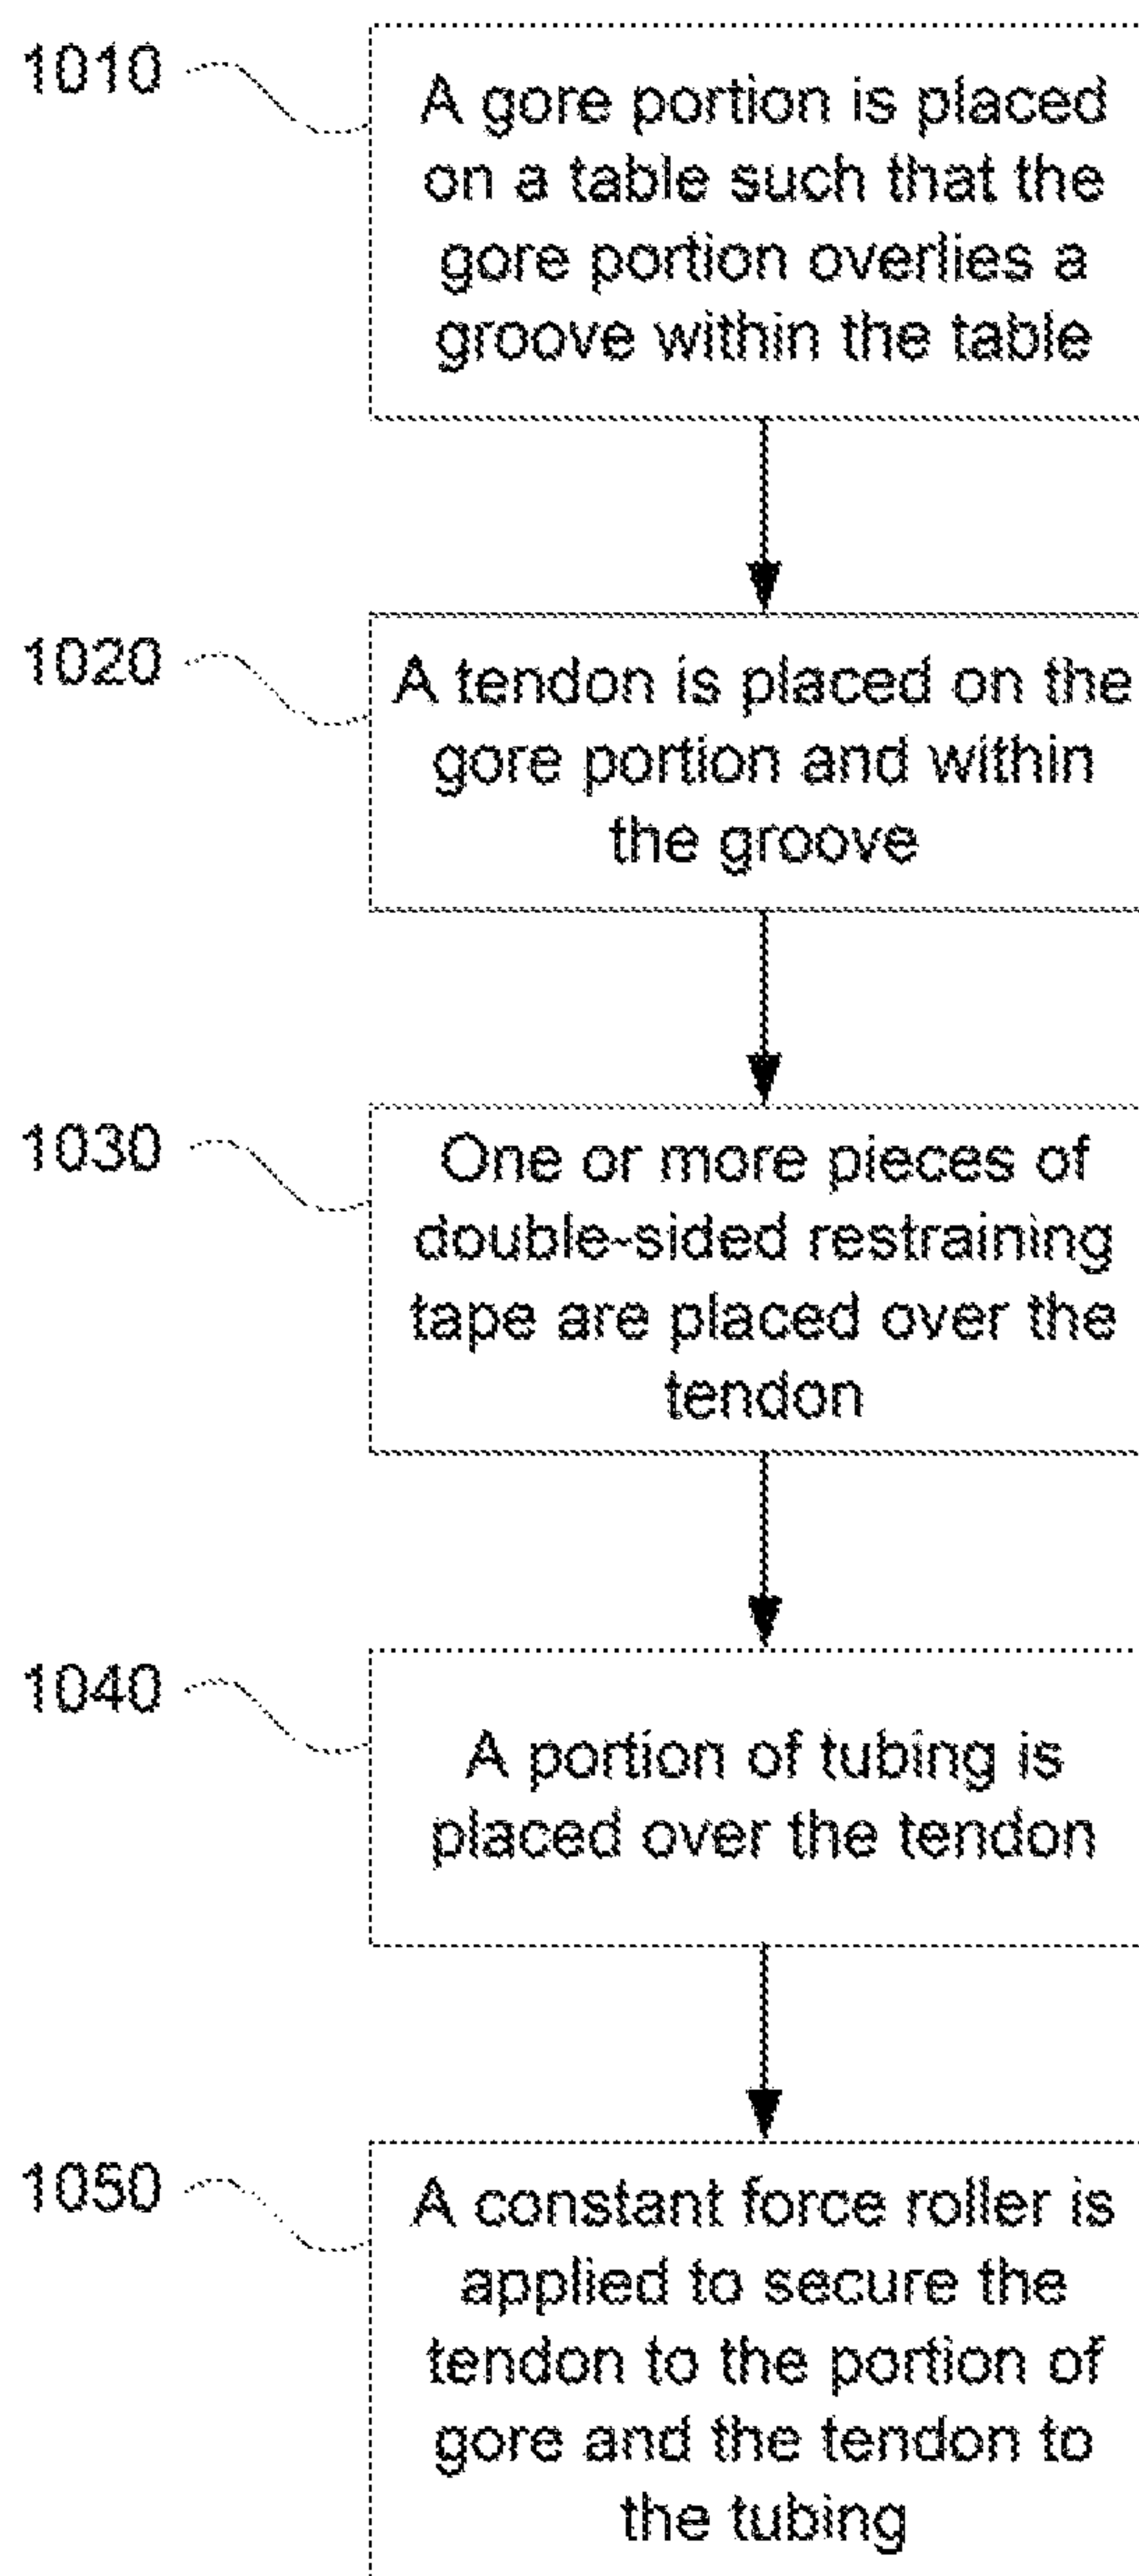 1010
A gore portion is placed
on a table such that the
gore portion overlies a
groove within the table
1020
A tendon is placed on the
gore portion and within
the groove
1030
One or more pieces of
double-sided restraining
tape are placed over the
tendon
1040
A portion of tubing is
placed over the tendon
1050
A constant force roller is
applied to secure the
tendon to the portion of
gore and the tendon to
the tubing